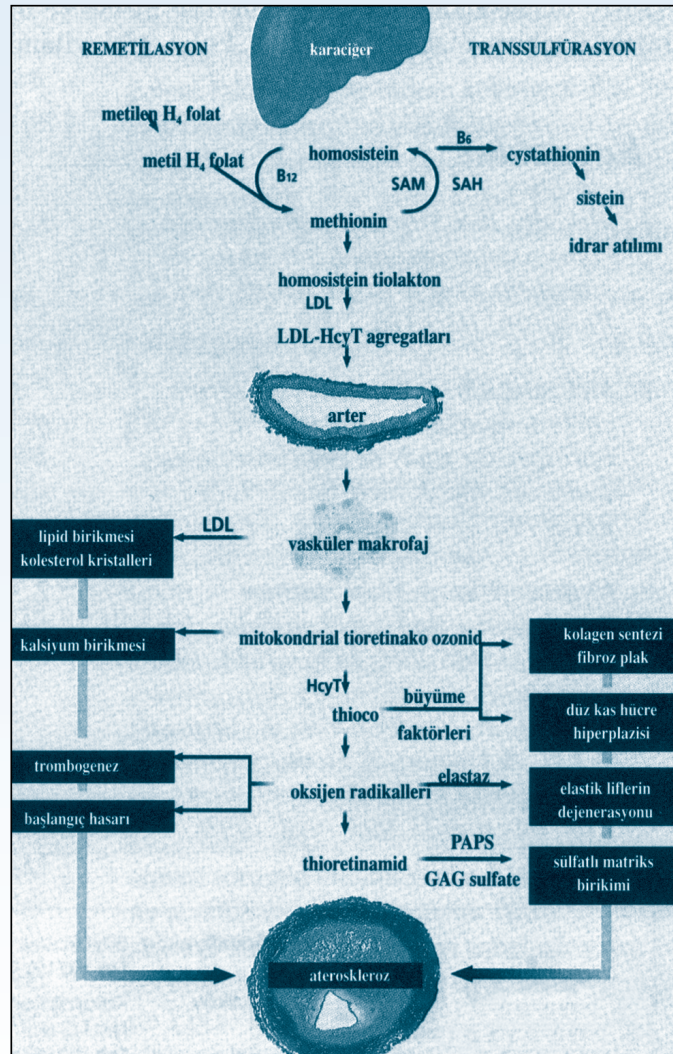 REMETİLASYON
karaciğer
TRANSSULFÜRASYON
metilen H₄ folat
metil H₄ folat
B₁₂
homosistein
B₆
cystathionin
SAM
SAH
sistein
methionin
idrar atılımı
homosistein tiolakton
LDL
LDL-HcyT agregatları
arter
LDL
lipid birikmesi
kolesterol kristalleri
vasküler makrofaj
kalsiyum birikmesi
mitokondrial tioretinako ozonid
kolagen sentezi
fibroz plak
HcyT
thioco
büyüme
faktörleri
düz kas hücre
hiperplazisi
trombogenez
başlangıç hasarı
oksijen radikalleri
elastaz
elastik liflerin
dejenerasyonu
thioretinamid
PAPS
GAG sulfate
sülfatlı matriks
birikimi
ateroskleroz